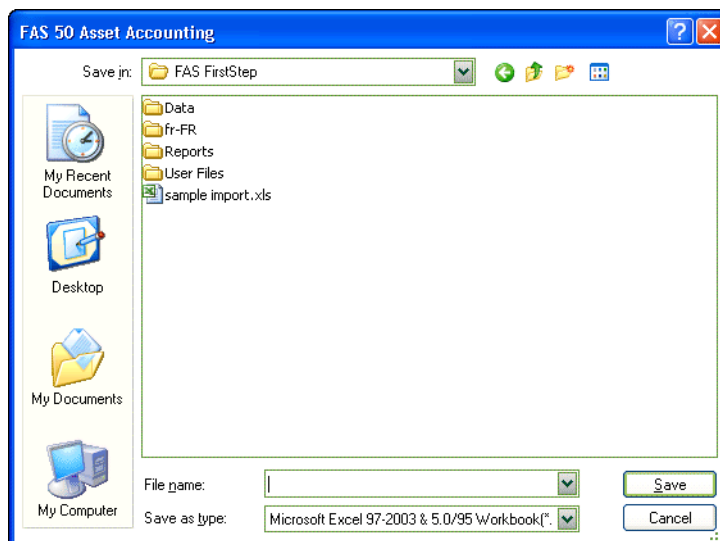 FAS 50 Asset Accounting
Save in:
FAS FirstStep
My Recent
Documents
Desktop
My Documents
My Computer
Data
fr-FR
Reports
User Files
sample import.xls
File name:
Save
Save as type:
Microsoft Excel 97-2003 & 5.0/95 Workbook(*.
Cancel